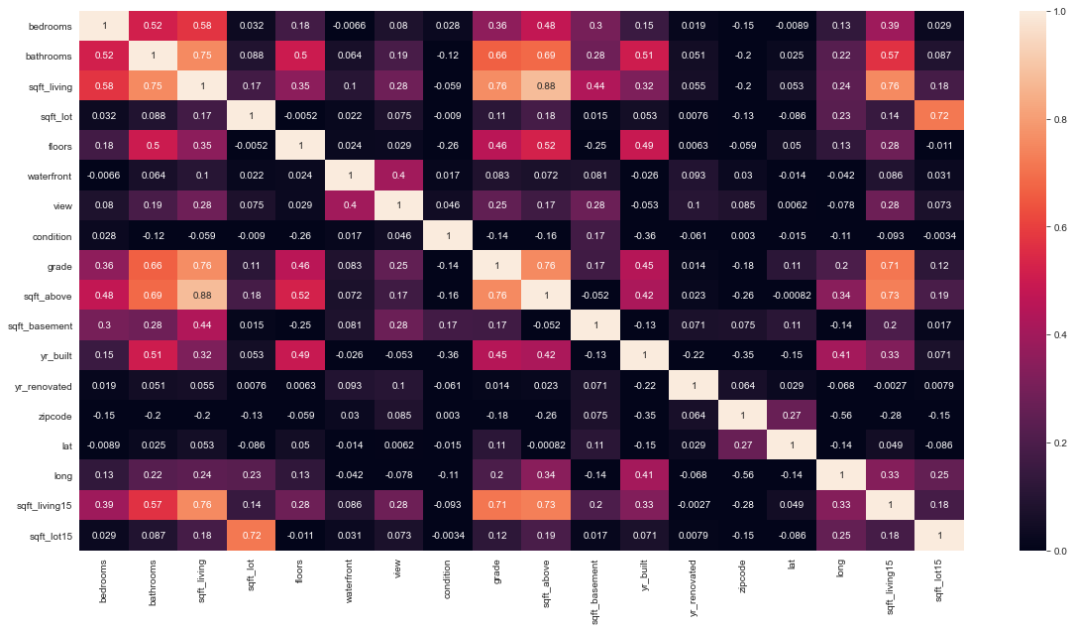 bedrooms 1 0.52 0.58 0.032 0.18 -0.0066 0.08 0.028 0.36 0.48 0.3 0.15 0.019 -0.15 -0.0089 0.13 0.39 0.029
bathrooms 0.52 1 0.75 0.088 0.5 0.064 0.19 -0.12 0.66 0.69 0.28 0.51 0.051 -0.2 0.025 0.22 0.57 0.087
sqft_living 0.58 0.75 1 0.17 0.35 0.1 0.28 -0.059 0.76 0.88 0.44 0.32 0.055 -0.2 0.053 0.24 0.76 0.18
sqft_lot 0.032 0.088 0.17 1 -0.0052 0.022 0.075 -0.009 0.11 0.18 0.015 0.053 0.0076 -0.13 -0.086 0.23 0.14 0.72
floors 0.18 0.5 0.35 -0.0052 1 0.024 0.029 -0.26 0.46 0.52 -0.25 0.49 0.0063 -0.059 0.05 0.13 0.28 -0.011
waterfront -0.0066 0.064 0.1 0.022 0.024 1 0.4 0.017 0.083 0.072 0.081 -0.026 0.093 0.03 -0.014 -0.042 0.086 0.031
view 0.08 0.19 0.28 0.075 0.029 0.4 1 0.046 0.25 0.17 0.28 -0.053 0.1 0.085 0.0062 -0.078 0.28 0.073
condition 0.028 -0.12 -0.059 -0.009 -0.26 0.017 0.046 1 -0.14 -0.16 0.17 -0.36 -0.061 0.003 -0.015 -0.11 -0.093 -0.0034
grade 0.36 0.66 0.76 0.11 0.46 0.083 0.25 -0.14 1 0.76 0.17 0.45 0.014 -0.18 0.11 0.2 0.71 0.12
sqft_above 0.48 0.69 0.88 0.18 0.52 0.072 0.17 -0.16 0.76 1 -0.052 0.42 0.023 -0.26 -0.00082 0.34 0.73 0.19
sqft_basement 0.3 0.28 0.44 0.015 -0.25 0.081 0.28 0.17 0.17 -0.052 1 -0.13 0.071 0.075 0.11 -0.14 0.2 0.017
yr_built 0.15 0.51 0.32 0.053 0.49 -0.026 -0.053 -0.36 0.45 0.42 -0.13 1 -0.22 -0.35 -0.15 0.41 0.33 0.071
yr_renovated 0.019 0.051 0.055 0.0076 0.0063 0.093 0.1 -0.061 0.014 0.023 0.071 -0.22 1 0.064 0.029 -0.068 -0.0027 0.0079
zipcode -0.15 -0.2 -0.2 -0.13 -0.059 0.03 0.085 0.003 -0.18 -0.26 0.075 -0.35 0.064 1 0.27 -0.56 -0.28 -0.15
lat -0.0089 0.025 0.053 -0.086 0.05 -0.014 0.0062 -0.015 0.11 -0.00082 0.11 -0.15 0.029 0.27 1 -0.14 0.049 -0.086
long 0.13 0.22 0.24 0.23 0.13 -0.042 -0.078 -0.11 0.2 0.34 -0.14 0.41 -0.068 -0.56 -0.14 1 0.33 0.25
sqft_living15 0.39 0.57 0.76 0.14 0.28 0.086 0.28 -0.093 0.71 0.73 0.2 0.33 -0.0027 -0.28 0.049 0.33 1 0.18
sqft_lot15 0.029 0.087 0.18 0.72 -0.011 0.031 0.073 -0.0034 0.12 0.19 0.017 0.071 0.0079 -0.15 -0.086 0.25 0.18 1
bedrooms
bathrooms
sqft_living
sqft_lot
floors
waterfront
view
condition
grade
sqft_above
sqft_basement
yr_built
yr_renovated
zipcode
lat
long
sqft_living15
sqft_lot15
1.0
0.8
0.6
0.4
0.2
0.0